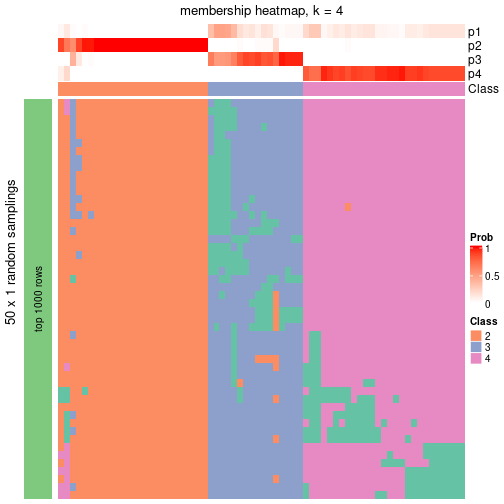 membership heatmap, k = 4
p1
p2
p3
p4
Class
50 x 1 random samplings
top 1000 rows
Prob
1
0.5
0
Class
2
3
4